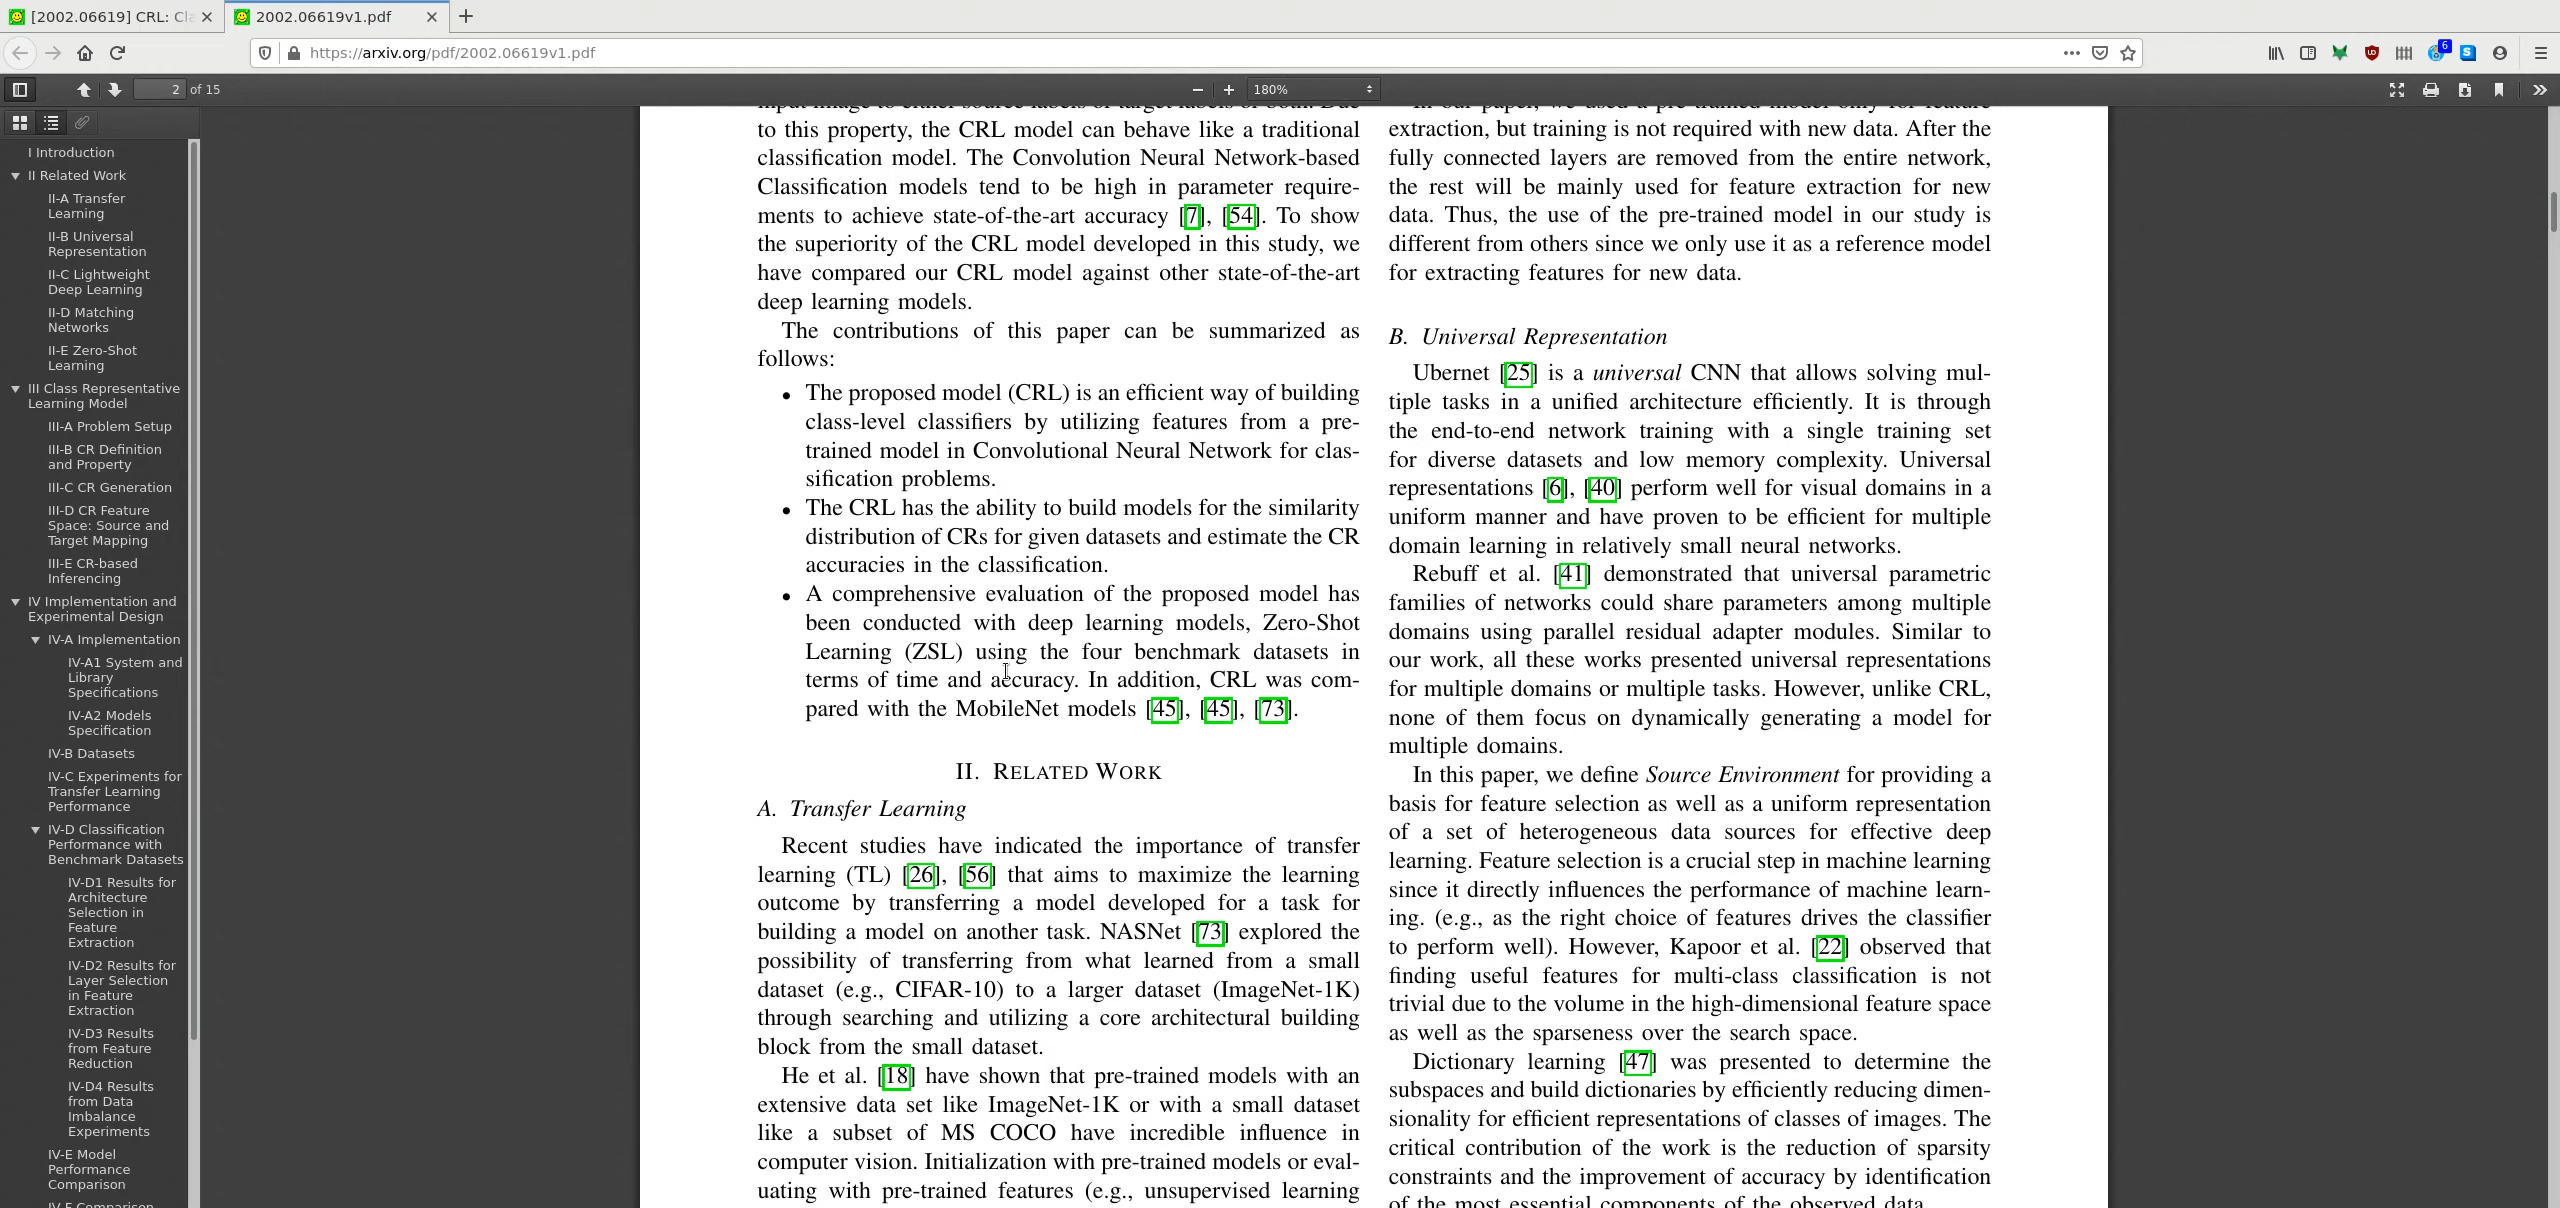 [2002.06619] CRL: Cla
2002.06619v1.pdf
https://arxiv.org/pdf/2002.06619v1.pdf
6
2 of 15
180%
I Introduction
II Related Work
II-A Transfer
Learning
II-B Universal
Representation
II-C Lightweight
Deep Learning
II-D Matching
Networks
II-E Zero-Shot
Learning
III Class Representative
Learning Model
III-A Problem Setup
III-B CR Definition
and Property
III-C CR Generation
III-D CR Feature
Space: Source and
Target Mapping
III-E CR-based
Inferencing
IV Implementation and
Experimental Design
IV-A Implementation
IV-A1 System and
Library
Specifications
IV-A2 Models
Specification
IV-B Datasets
IV-C Experiments for
Transfer Learning
Performance
IV-D Classification
Performance with
Benchmark Datasets
IV-D1 Results for
Architecture
Selection in
Feature
Extraction
IV-D2 Results for
Layer Selection
in Feature
Extraction
IV-D3 Results
from Feature
Reduction
IV-D4 Results
from Data
Imbalance
Experiments
IV-E Model
Performance
Comparison
IV-F Comparison
input image to either source labels or target labels or both. Due
to this property, the CRL model can behave like a traditional
classification model. The Convolution Neural Network-based
Classification models tend to be high in parameter require-
ments to achieve state-of-the-art accuracy [7], [54]. To show
the superiority of the CRL model developed in this study, we
have compared our CRL model against other state-of-the-art
deep learning models.
The contributions of this paper can be summarized as
follows:
• The proposed model (CRL) is an efficient way of building
class-level classifiers by utilizing features from a pre-
trained model in Convolutional Neural Network for clas-
sification problems.
• The CRL has the ability to build models for the similarity
distribution of CRs for given datasets and estimate the CR
accuracies in the classification.
• A comprehensive evaluation of the proposed model has
been conducted with deep learning models, Zero-Shot
Learning (ZSL) using the four benchmark datasets in
terms of time and accuracy. In addition, CRL was com-
pared with the MobileNet models [45], [45], [73].
II. RELATED WORK
A. Transfer Learning
Recent studies have indicated the importance of transfer
learning (TL) [26], [56] that aims to maximize the learning
outcome by transferring a model developed for a task for
building a model on another task. NASNet [73] explored the
possibility of transferring from what learned from a small
dataset (e.g., CIFAR-10) to a larger dataset (ImageNet-1K)
through searching and utilizing a core architectural building
block from the small dataset.
He et al. [18] have shown that pre-trained models with an
extensive data set like ImageNet-1K or with a small dataset
like a subset of MS COCO have incredible influence in
computer vision. Initialization with pre-trained models or eval-
uating with pre-trained features (e.g., unsupervised learning
In our paper, we used a pre-trained model only for feature
extraction, but training is not required with new data. After the
fully connected layers are removed from the entire network,
the rest will be mainly used for feature extraction for new
data. Thus, the use of the pre-trained model in our study is
different from others since we only use it as a reference model
for extracting features for new data.
B. Universal Representation
Ubernet [25] is a universal CNN that allows solving mul-
tiple tasks in a unified architecture efficiently. It is through
the end-to-end network training with a single training set
for diverse datasets and low memory complexity. Universal
representations [6], [40] perform well for visual domains in a
uniform manner and have proven to be efficient for multiple
domain learning in relatively small neural networks.
Rebuff et al. [41] demonstrated that universal parametric
families of networks could share parameters among multiple
domains using parallel residual adapter modules. Similar to
our work, all these works presented universal representations
for multiple domains or multiple tasks. However, unlike CRL,
none of them focus on dynamically generating a model for
multiple domains.
In this paper, we define Source Environment for providing a
basis for feature selection as well as a uniform representation
of a set of heterogeneous data sources for effective deep
learning. Feature selection is a crucial step in machine learning
since it directly influences the performance of machine learn-
ing. (e.g., as the right choice of features drives the classifier
to perform well). However, Kapoor et al. [22] observed that
finding useful features for multi-class classification is not
trivial due to the volume in the high-dimensional feature space
as well as the sparseness over the search space.
Dictionary learning [47] was presented to determine the
subspaces and build dictionaries by efficiently reducing dimen-
sionality for efficient representations of classes of images. The
critical contribution of the work is the reduction of sparsity
constraints and the improvement of accuracy by identification
of the most essential components of the observed data.